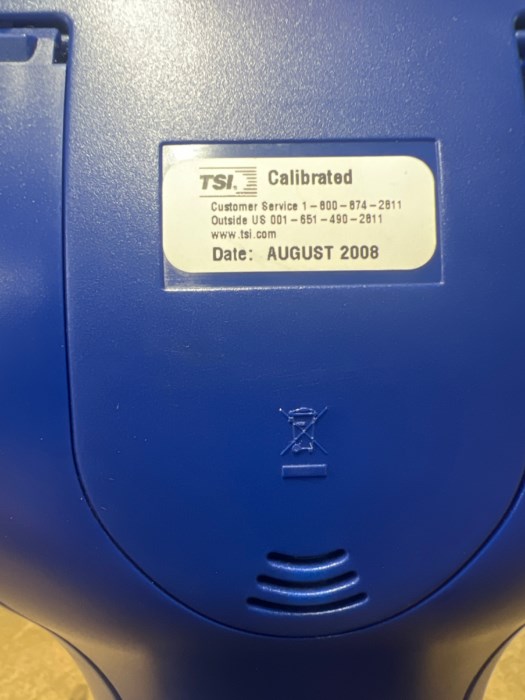 TSI Calibrated
Customer Service 1-800-874-2811
Outside US 001-651-490-2811
www.tsi.com
Date: AUGUST 2008